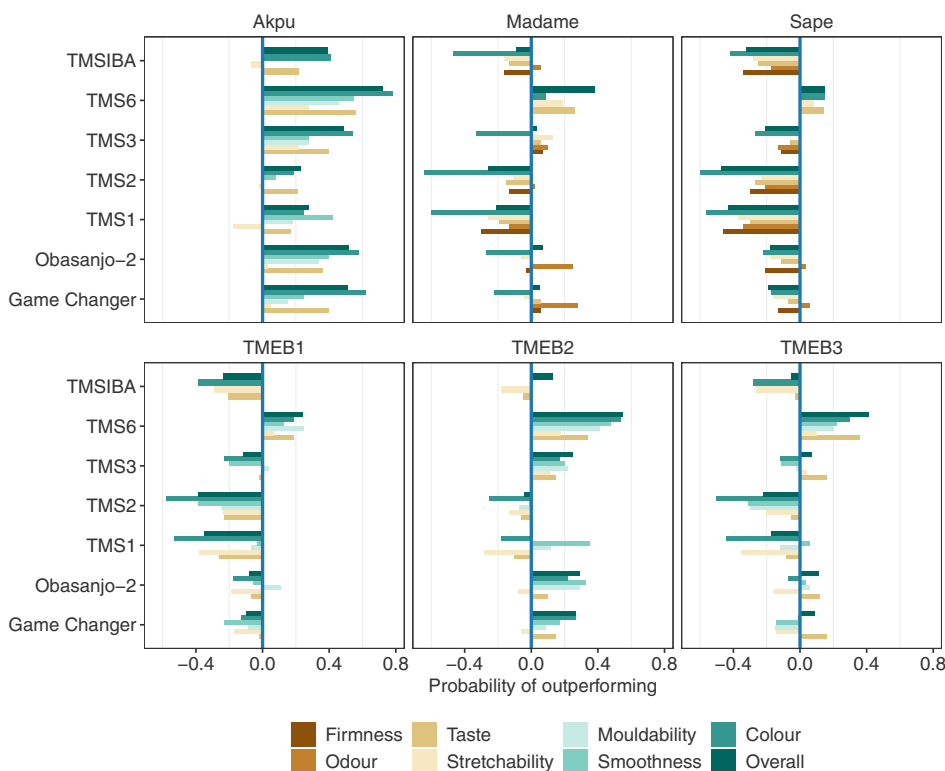 Akpu Madame Sape
TMSIBA
TMS6
TMS3
TMS2
TMS1
Obasanjo-2
Game Changer
TMEB1 TMEB2 TMEB3
TMSIBA
TMS6
TMS3
TMS2
TMS1
Obasanjo-2
Game Changer
−0.4 0.0 0.4 0.8 −0.4 0.0 0.4 0.8 −0.4 0.0 0.4 0.8
Probability of outperforming
Firmness Taste Mouldability Colour
Odour Stretchability Smoothness Overall